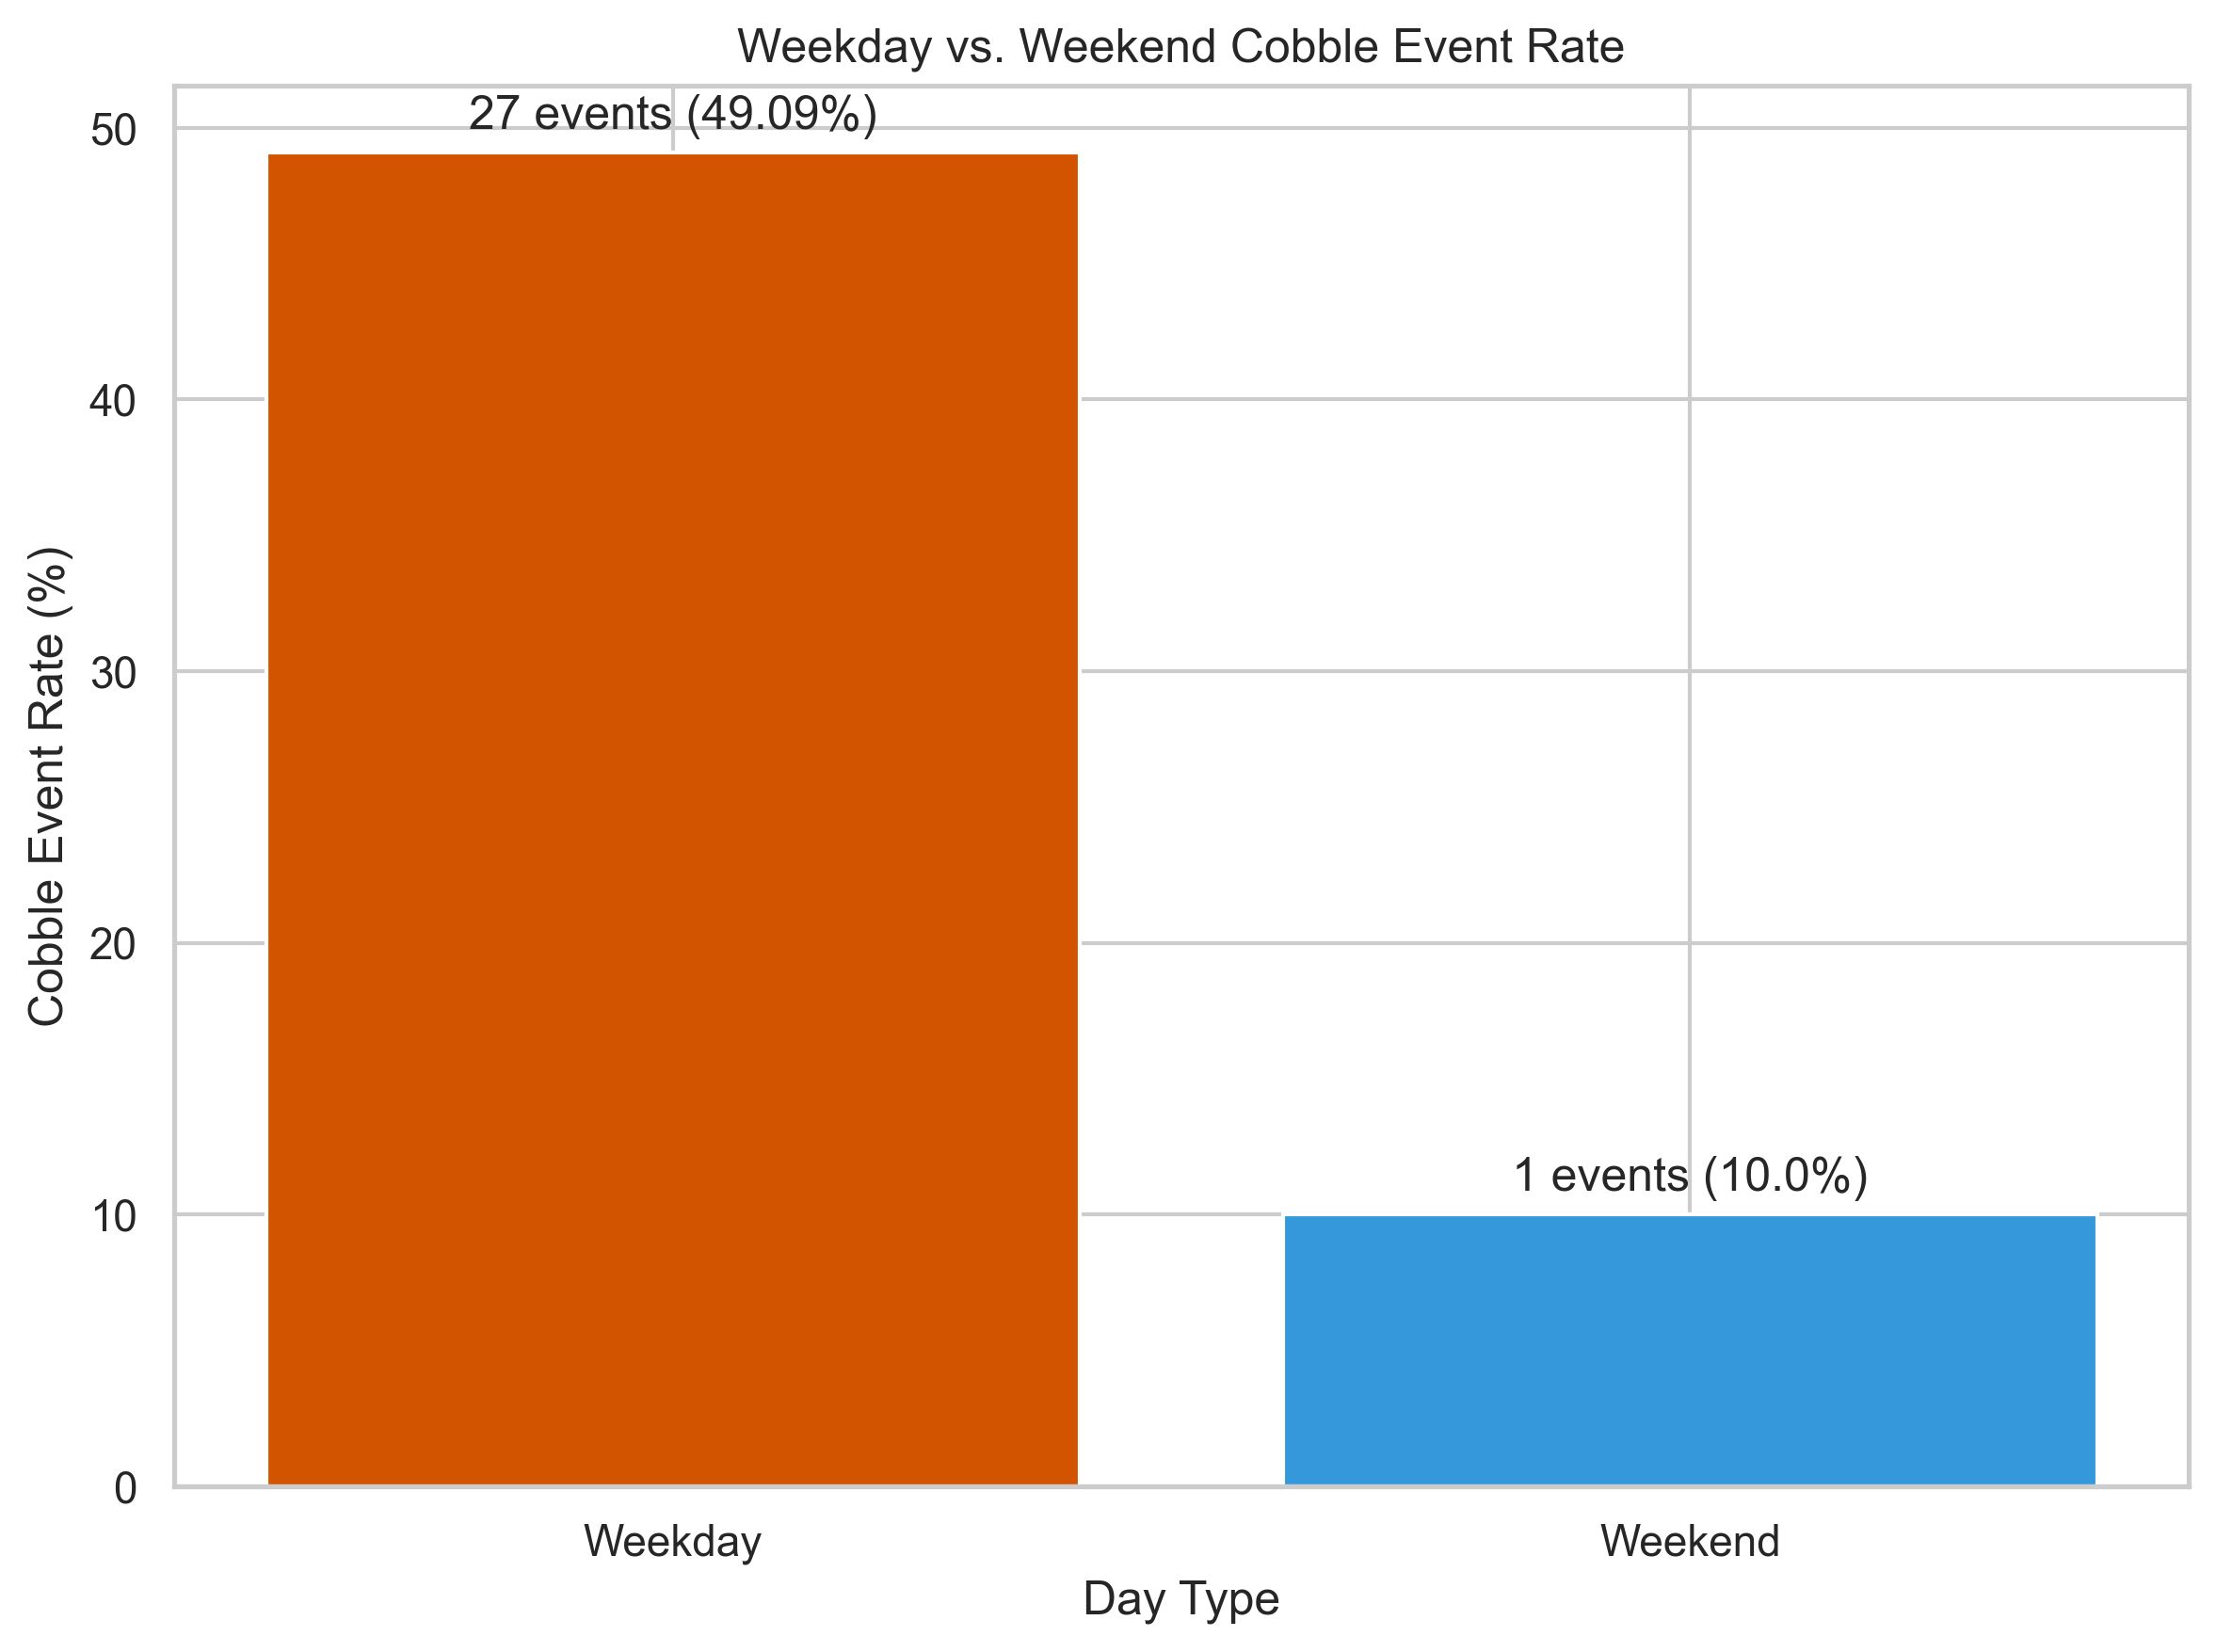 Weekday vs. Weekend Cobble Event Rate
27 events (49.09%)
50
40
30
20
10
0
Cobble Event Rate (%)
1 events (10.0%)
Weekday
Weekend
Day Type